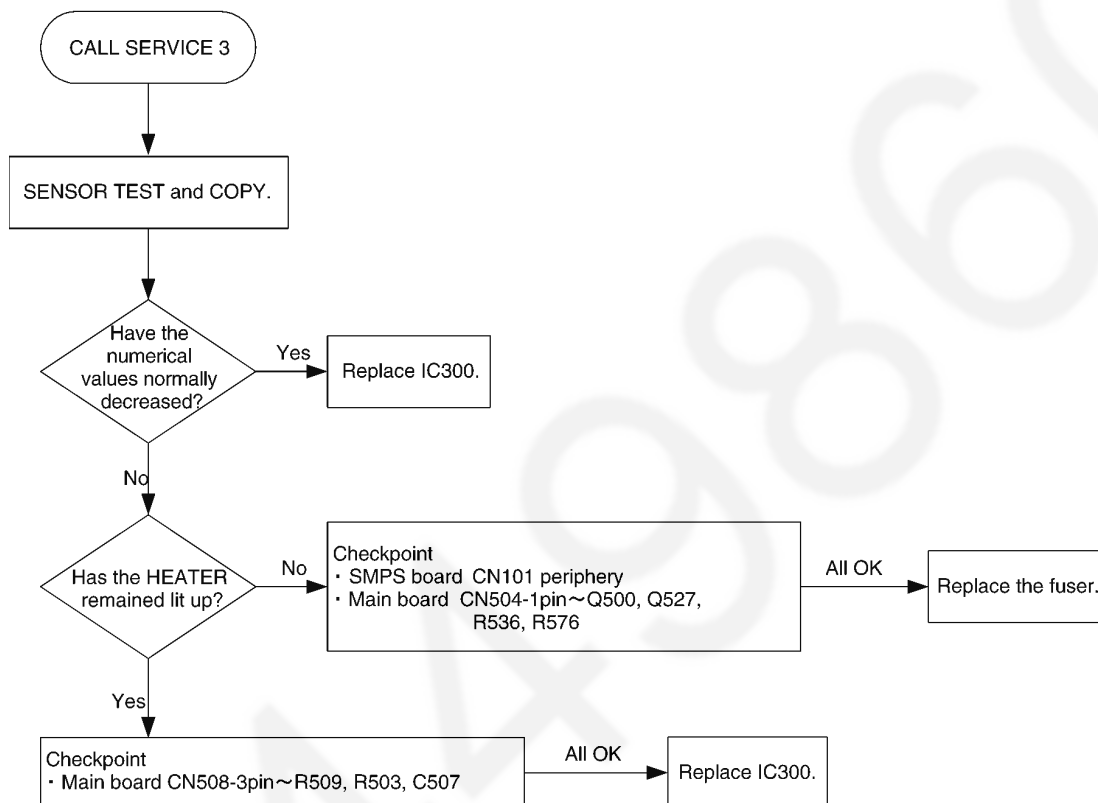 CALL SERVICE 3
SENSOR TEST and COPY.
Have the
numerical
values normally
decreased?
Yes
Replace IC300.
No
Has the HEATER
remained lit up?
No
Checkpoint
・ SMPS board  CN101 periphery
・ Main board  CN504-1pin～Q500, Q527,
R536, R576
All OK
Replace the fuser.
Yes
Checkpoint
・ Main board CN508-3pin～R509, R503, C507
All OK
Replace IC300.